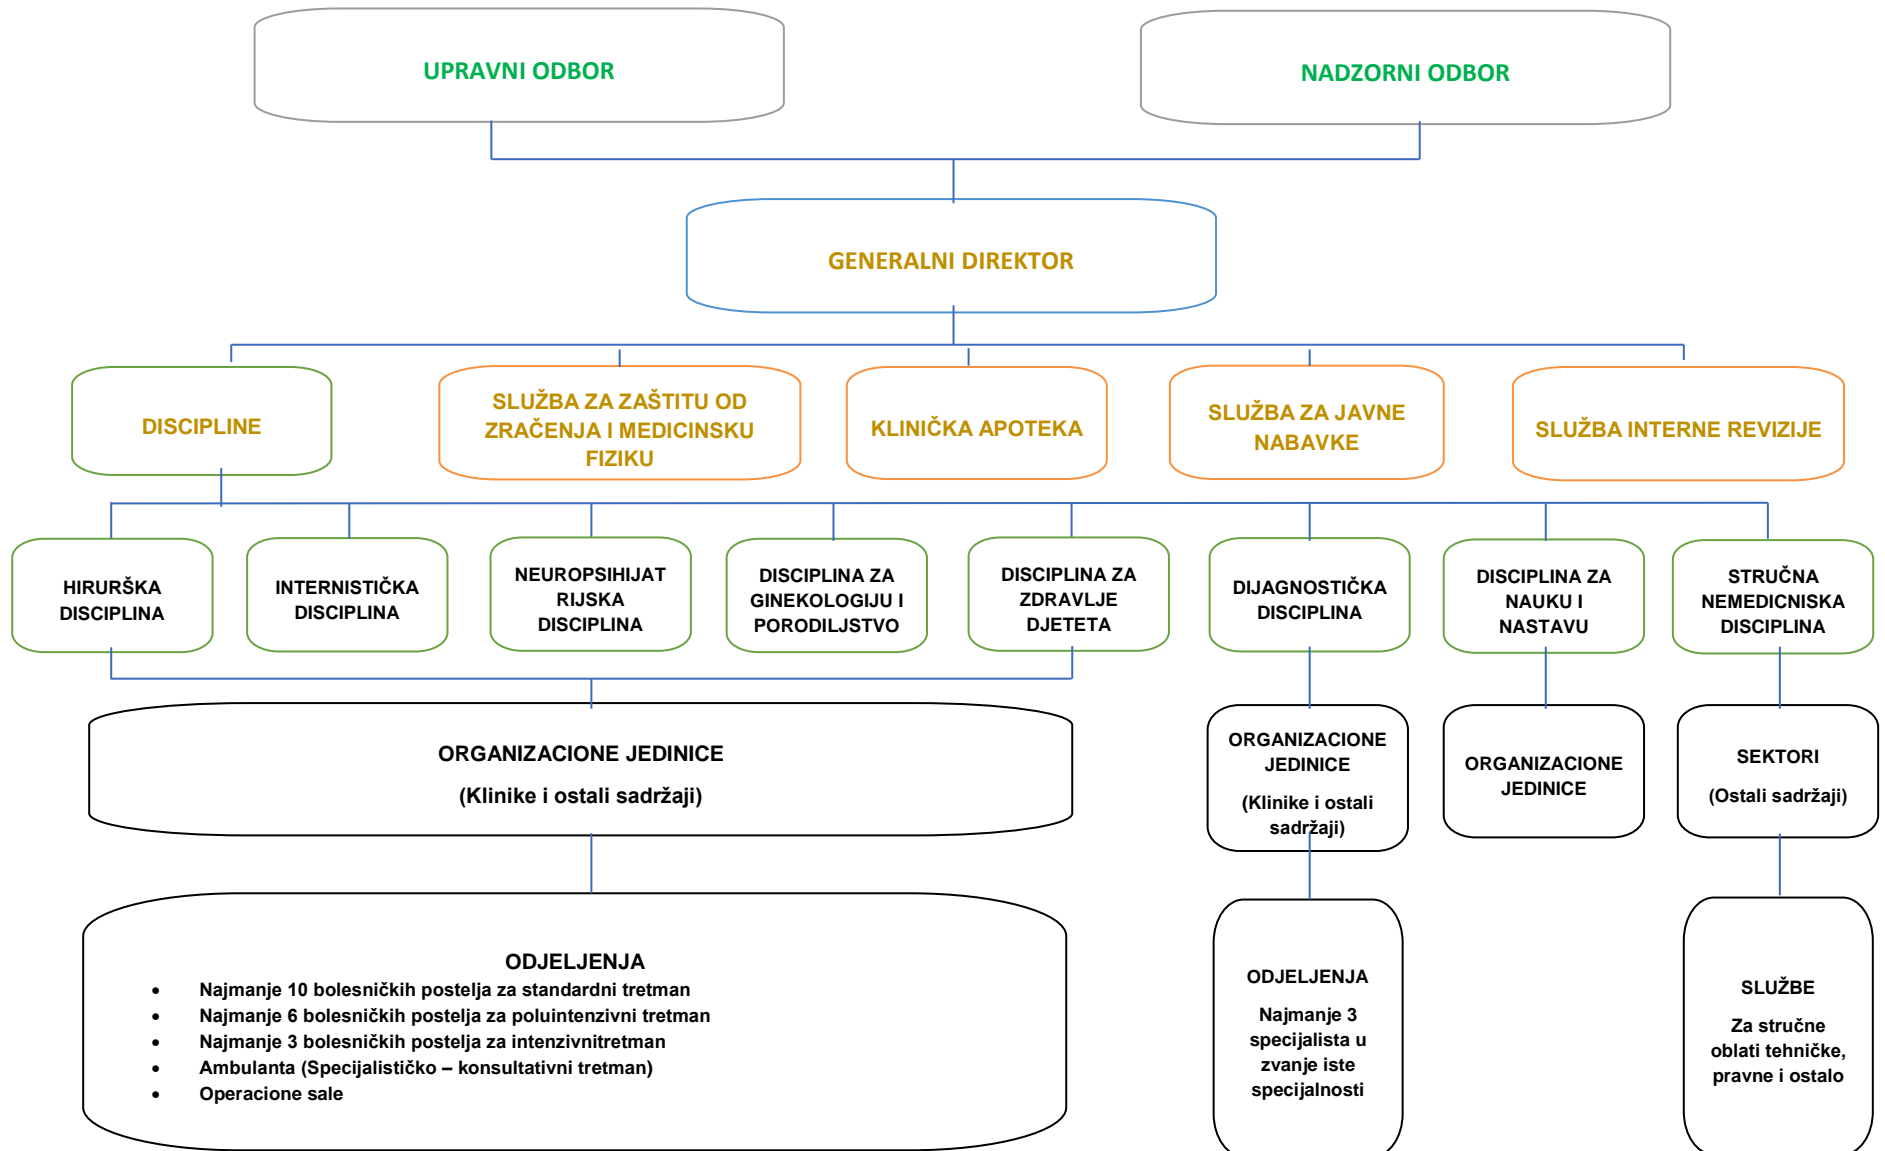 UPRAVNI ODBOR
NADZORNI ODBOR
GENERALNI DIREKTOR
DISCIPLINE
SLUŽBA ZA ZAŠTITU OD
ZRAČENJA I MEDICINSKU
FIZIKU
KLINIČKA APOTEKA
SLUŽBA ZA JAVNE
NABAVKE
SLUŽBA INTERNE REVIZIJE
HIRURŠKA
DISCIPLINA
INTERNISTIČKA
DISCIPLINA
NEUROPSIHIJAT
RIJSKA
DISCIPLINA
DISCIPLINA ZA
GINEKOLOGIJU I
PORODILJSTVO
DISCIPLINA ZA
ZDRAVLJE
DJETETA
DIJAGNOSTIČKA
DISCIPLINA
DISCIPLINA ZA
NAUKU I
NASTAVU
STRUČNA
NEMEDICNISKA
DISCIPLINA
ORGANIZACIONE JEDINICE
(Klinike i ostali sadržaji)
ORGANIZACIONE
JEDINICE
(Klinike i ostali
sadržaji)
ORGANIZACIONE
JEDINICE
SEKTORI
(Ostali sadržaji)
ODJELJENJA
• Najmanje 10 bolesničkih postelja za standardni tretman
• Najmanje 6 bolesničkih postelja za poluintenzivni tretman
• Najmanje 3 bolesničkih postelja za intenzivnitretman
• Ambulanta (Specijalističko – konsultativni tretman)
• Operacione sale
ODJELJENJA
Najmanje 3
specijalista u
zvanje iste
specijalnosti
SLUŽBE
Za stručne
oblati tehničke,
pravne i ostalo